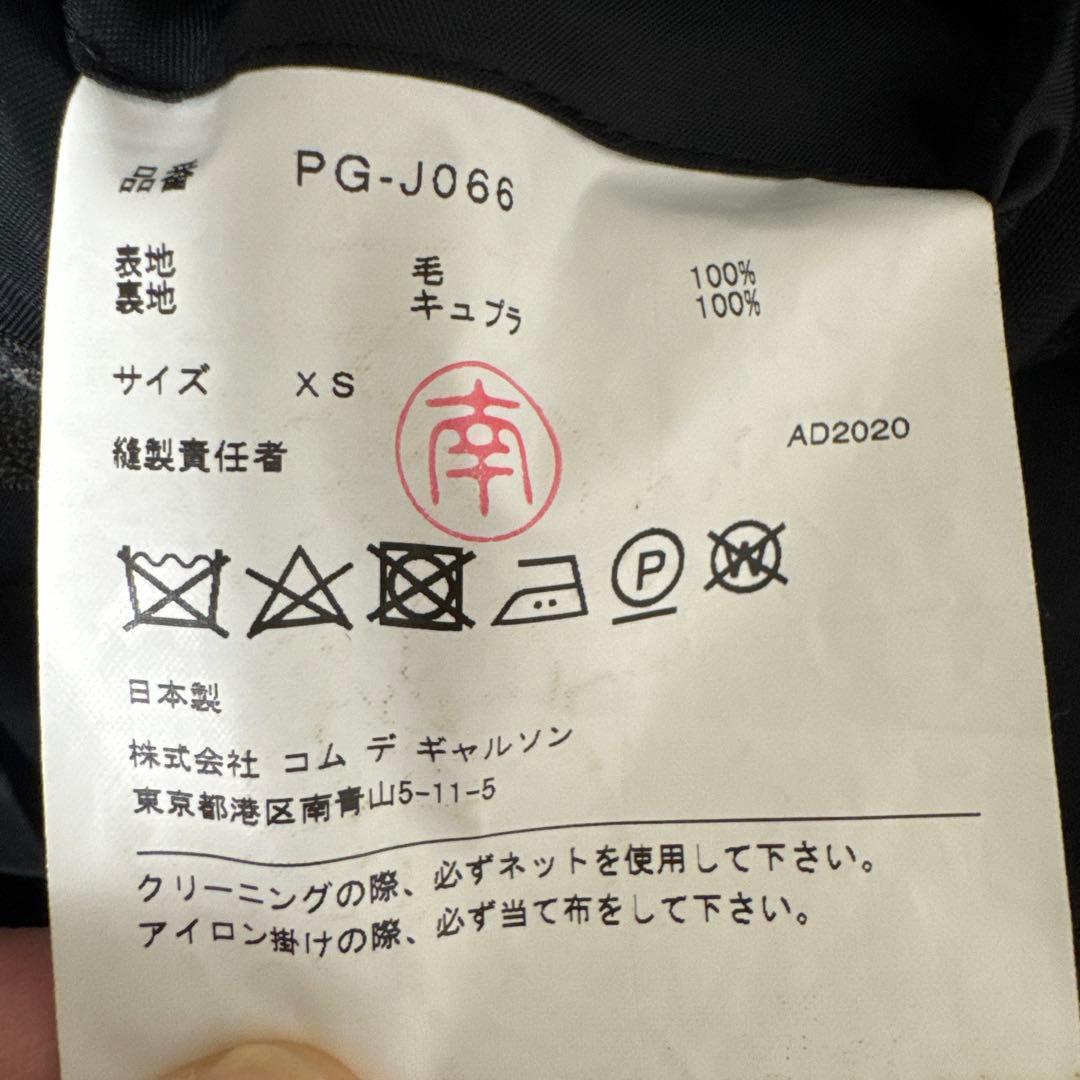 品番 PG-J066
表地 毛 100%
裏地 キュプラ 100%
サイズ XS
縫製責任者 南
AD2020
P W
日本製
株式会社 コム デ ギャルソン
東京都港区南青山5-11-5
クリーニングの際、必ずネットを使用して下さい。
アイロン掛けの際、必ず当て布をして下さい。